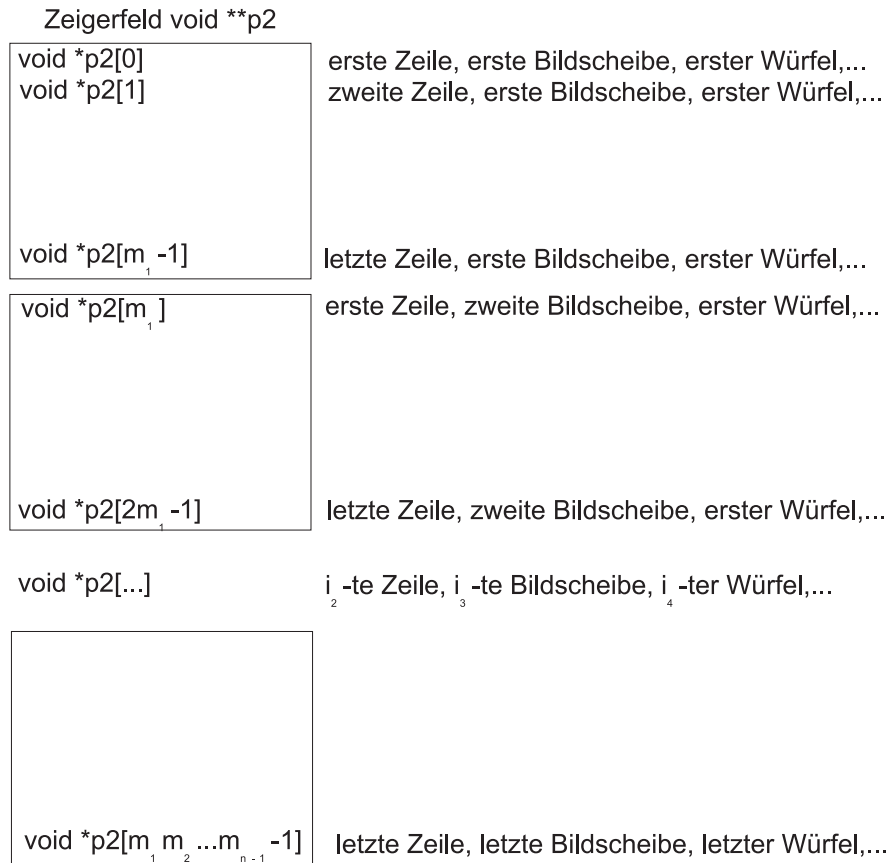 Zeigerfeld void **p2
void *p2[0] erste Zeile, erste Bildscheibe, erster Würfel,...
void *p2[1] zweite Zeile, erste Bildscheibe, erster Würfel,...
void *p2[m₁ -1] letzte Zeile, erste Bildscheibe, erster Würfel,...
void *p2[m₁ ] erste Zeile, zweite Bildscheibe, erster Würfel,...
void *p2[2m₁ -1] letzte Zeile, zweite Bildscheibe, erster Würfel,...
void *p2[...] i₂ -te Zeile, i₃ -te Bildscheibe, i₄ -ter Würfel,...
void *p2[m₁ m₂ ...mₙ₋₁ -1] letzte Zeile, letzte Bildscheibe, letzter Würfel,...